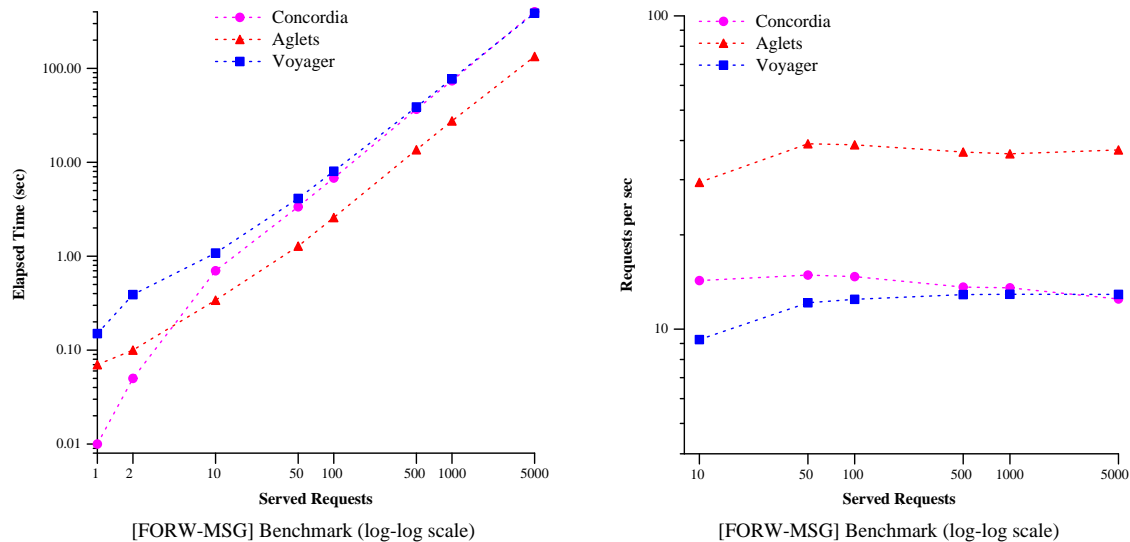 Concordia
Aglets
Voyager
Elapsed Time (sec)
100.00
10.00
1.00
0.10
0.01
1 2 10 50 100 500 1000 5000
Served Requests
[FORW-MSG] Benchmark (log-log scale)
Concordia
Aglets
Voyager
Requests per sec
100
10
10 50 100 500 1000 5000
Served Requests
[FORW-MSG] Benchmark (log-log scale)